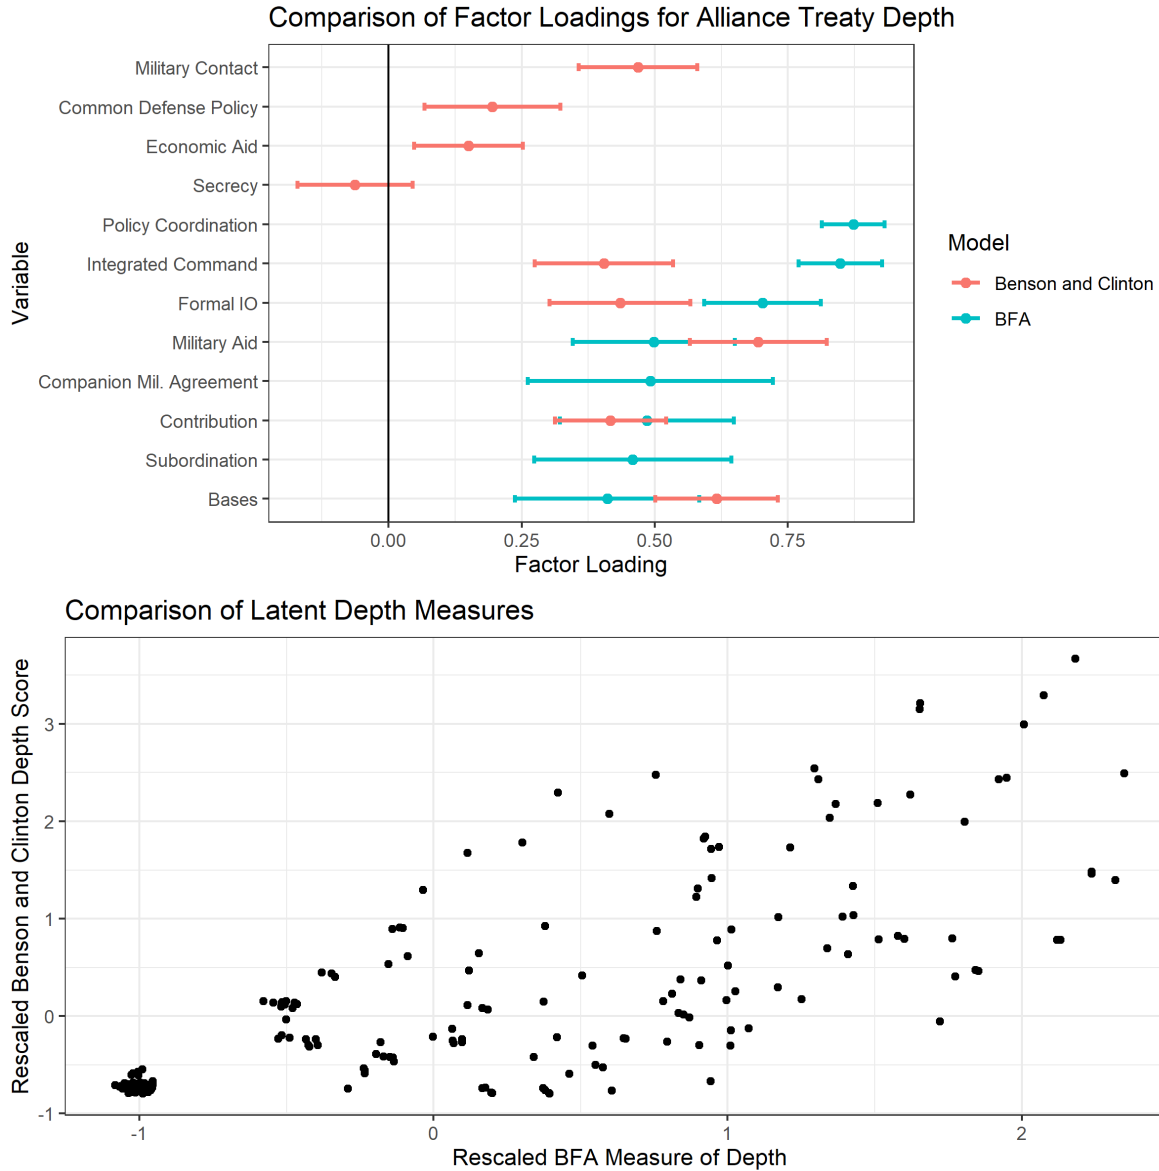 Comparison of Factor Loadings for Alliance Treaty Depth
Variable
Military Contact
Common Defense Policy
Economic Aid
Secrecy
Policy Coordination
Integrated Command
Formal IO
Military Aid
Companion Mil. Agreement
Contribution
Subordination
Bases
0.00 0.25 0.50 0.75
Factor Loading
Model
Benson and Clinton
BFA
Comparison of Latent Depth Measures
Rescaled Benson and Clinton Depth Score
3
2
1
0
-1
-1 0 1 2
Rescaled BFA Measure of Depth